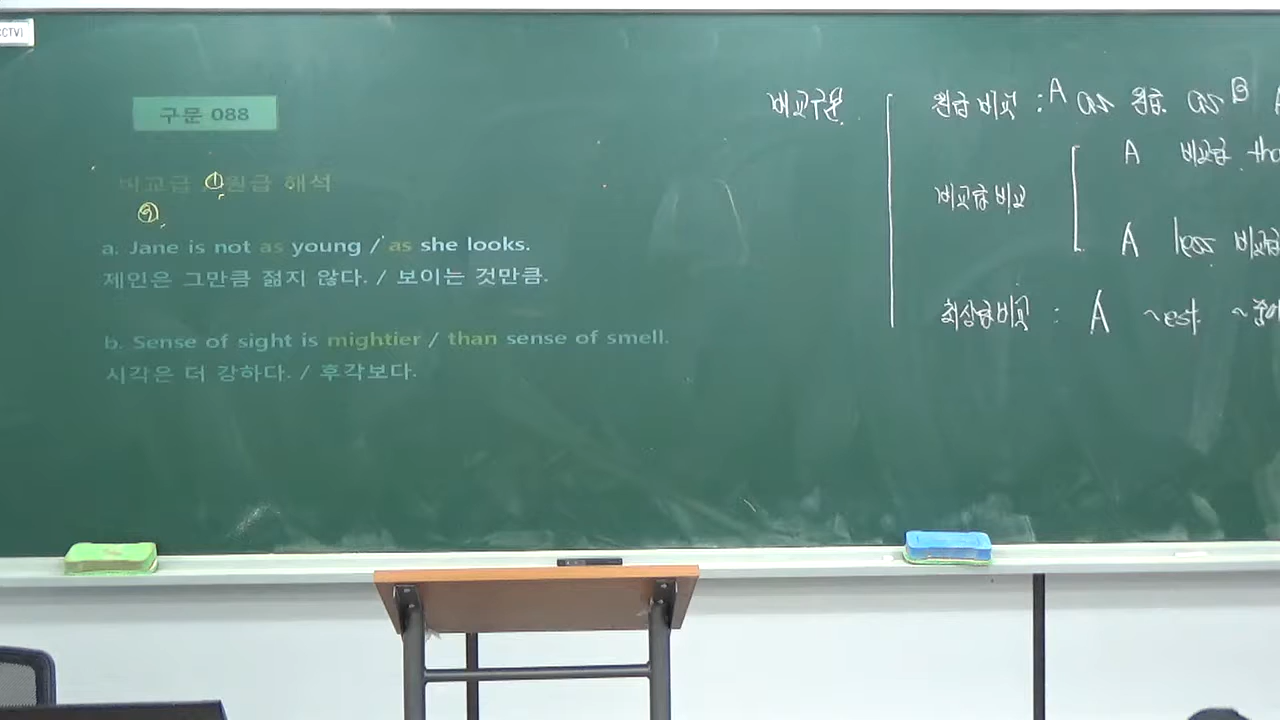 CCTV)
구문 088
비교급 원급 해석
①
②
a. Jane is not as young / as she looks.
제인은 그만큼 젊지 않다. / 보이는 것만큼.
b. Sense of sight is mightier / than sense of smell.
시각은 더 강하다. / 후각보다.
비교구문
원급 비교 : A as 원급 as B
비교급 비교
A 비교급 tha
A less 비교급
최상급비교 : A ~est ~중에